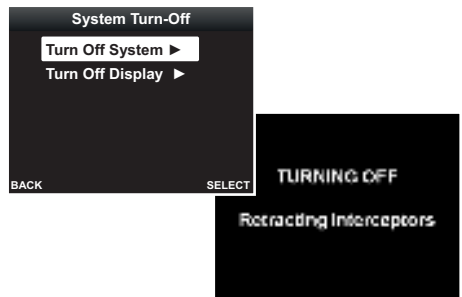 System Turn-Off
Turn Off System ►
Turn Off Display ►
BACK SELECT
TURNING OFF
Retracting Interceptors